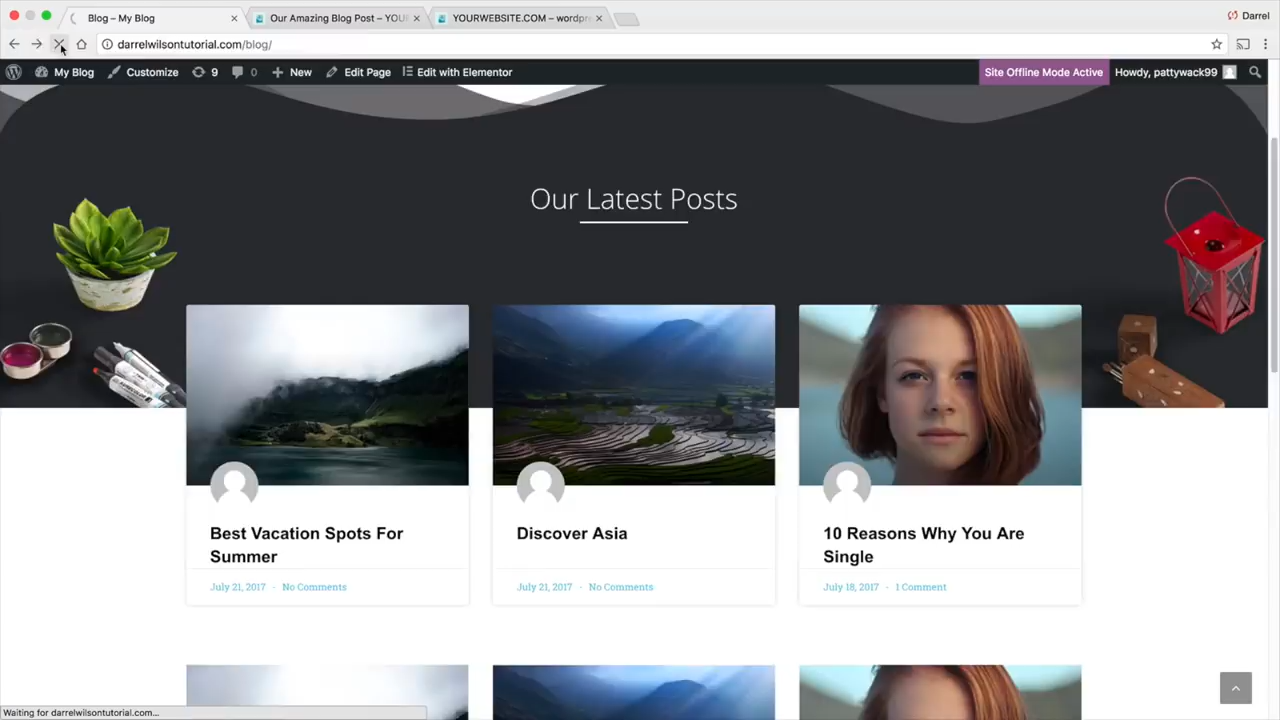 Blog – My Blog
Our Amazing Blog Post – YOUR
YOURWEBSITE.COM – wordpr
Darrel
darrelwilsontutorial.com/blog/
My Blog
Customize
9
0
New
Edit Page
Edit with Elementor
Site Offline Mode Active
Howdy, pattywack99
Our Latest Posts
Best Vacation Spots For
Summer
July 21, 2017 - No Comments
Discover Asia
July 21, 2017 - No Comments
10 Reasons Why You Are
Single
July 18, 2017 - 1 Comment
Waiting for darrelwilsontutorial.com...